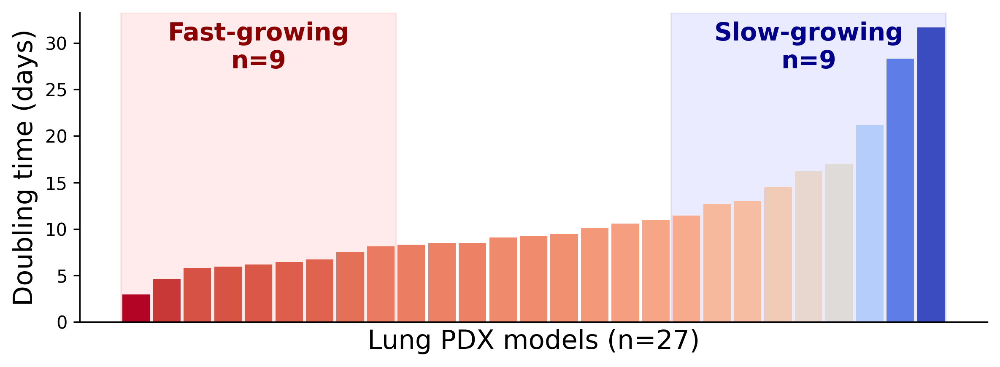 Fast-growing
n=9
Slow-growing
n=9
Doubling time (days)
30
25
20
15
10
5
0
Lung PDX models (n=27)